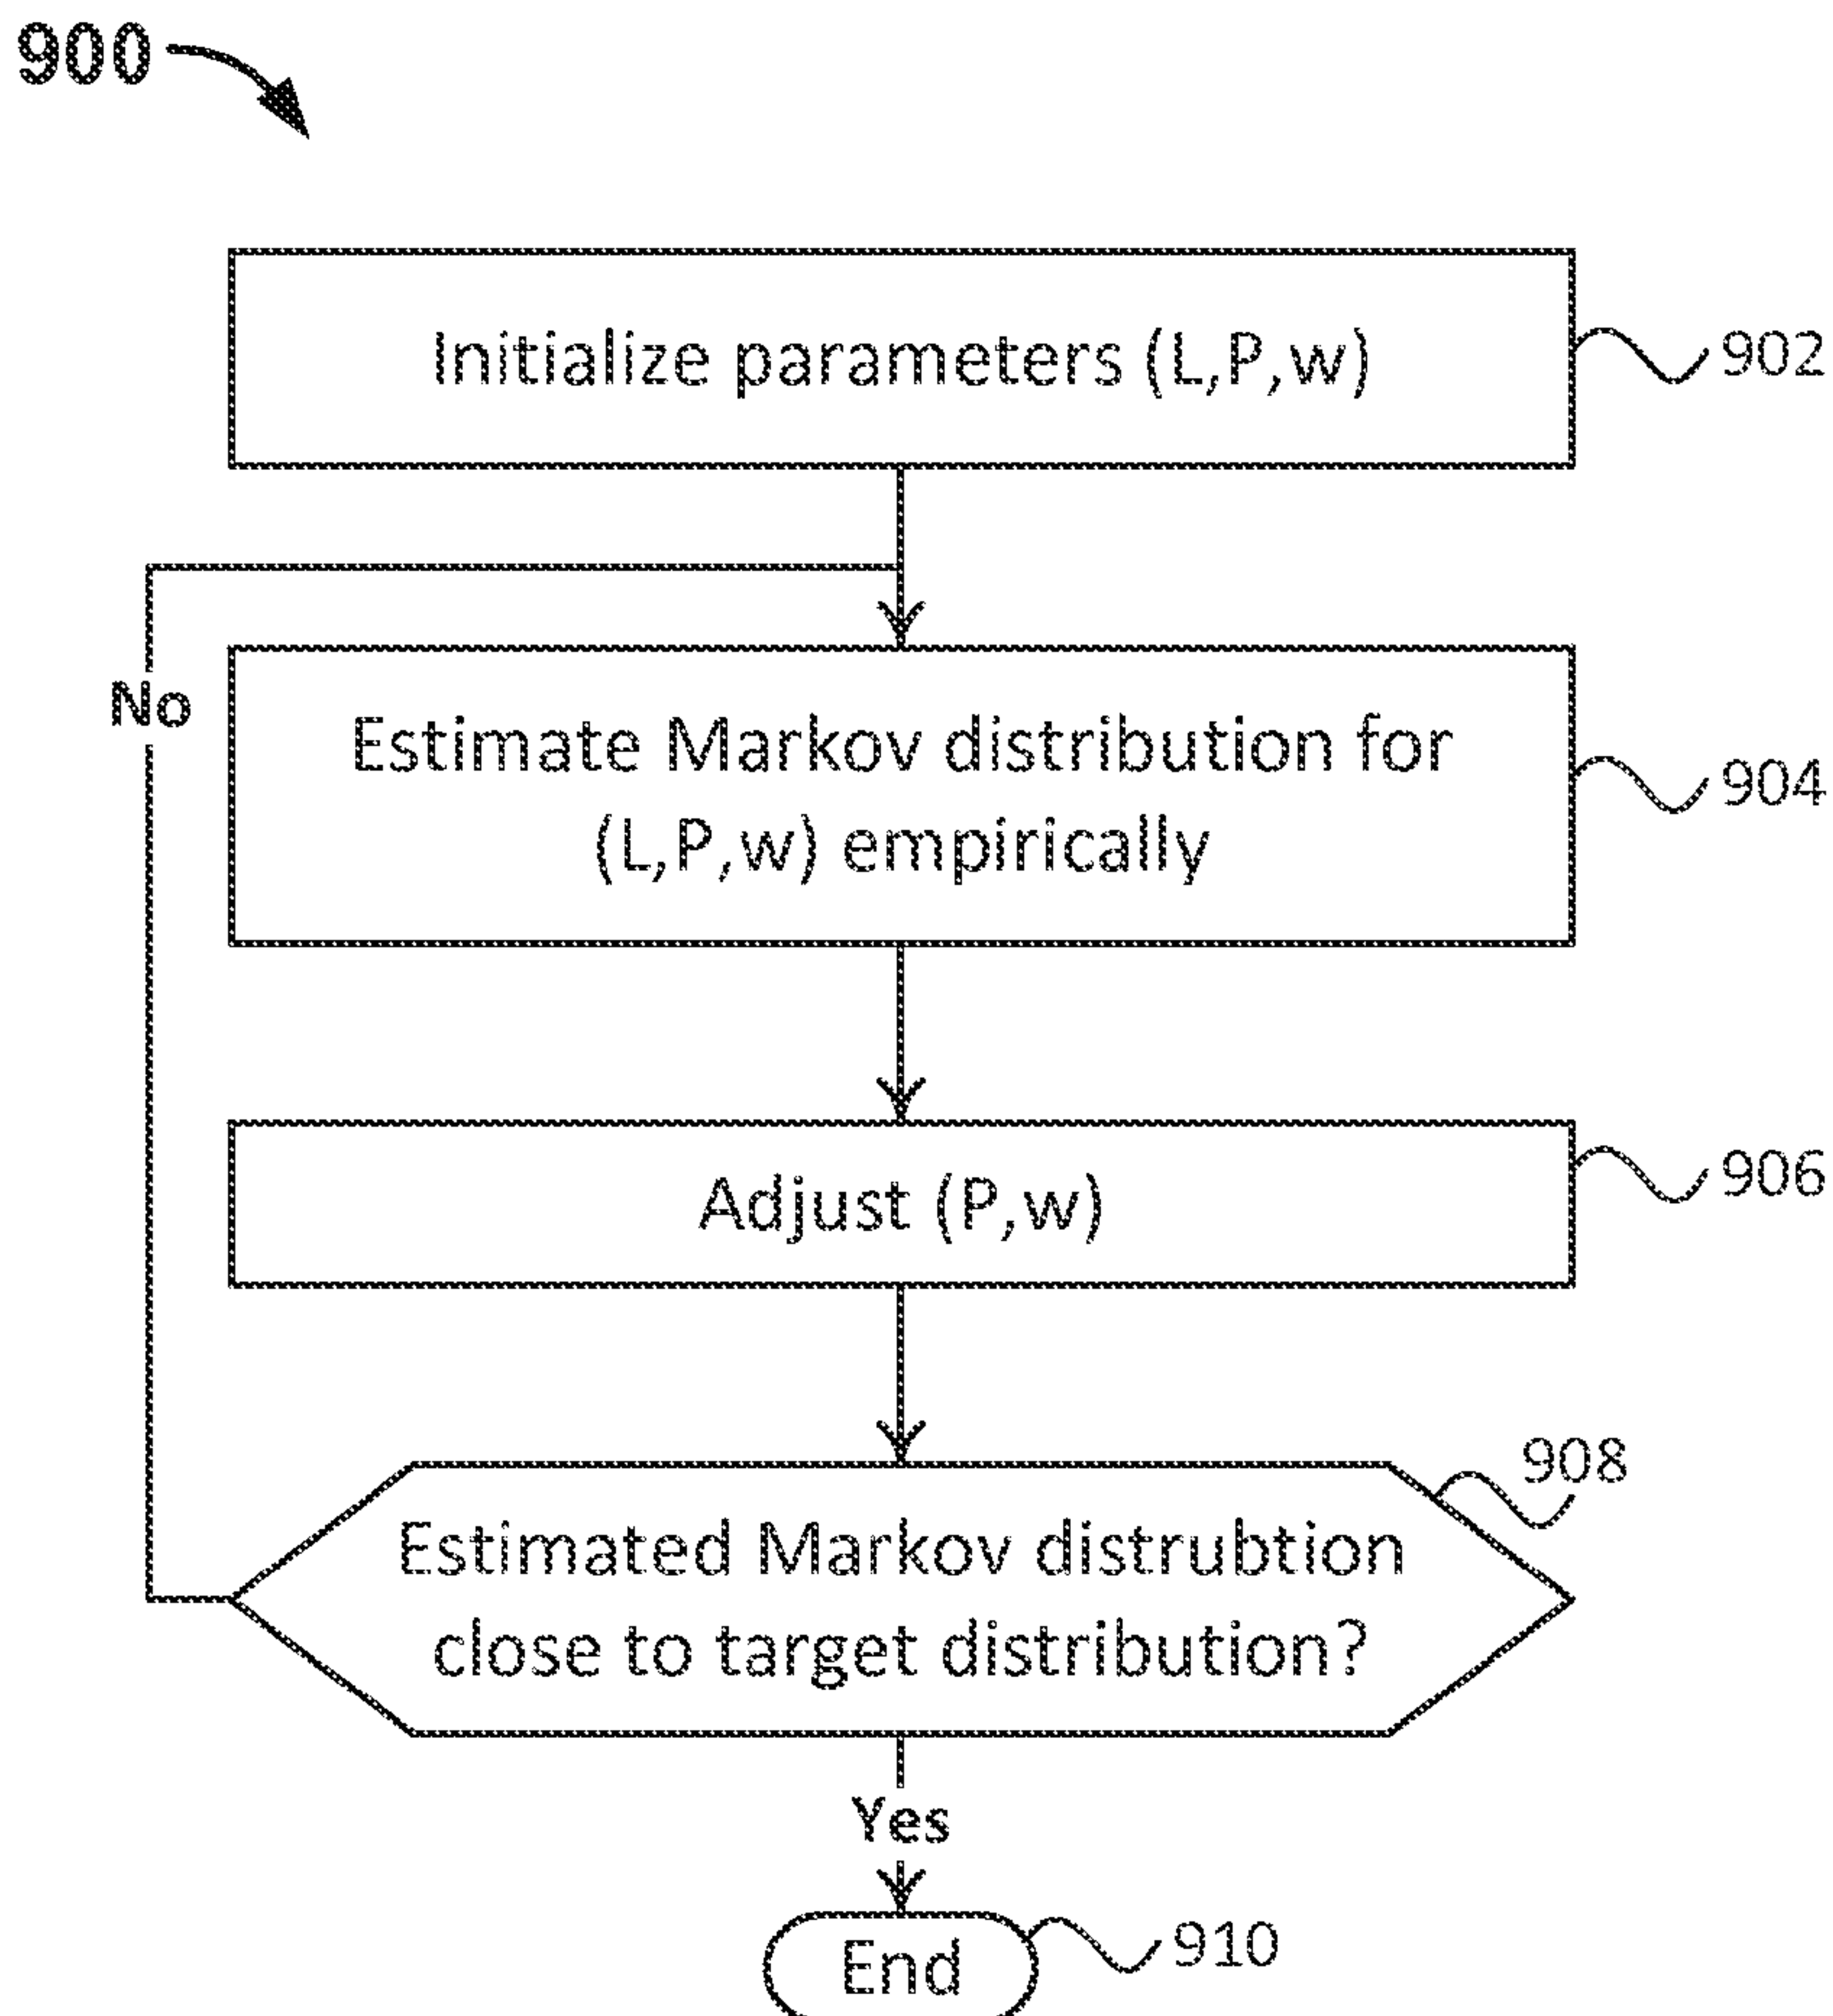 900
Initialize parameters (L,P,w)
902
No
Estimate Markov distribution for
(L,P,w) empirically
904
Adjust (P,w)
906
908
Estimated Markov distrubtion
close to target distribution?
Yes
End
910